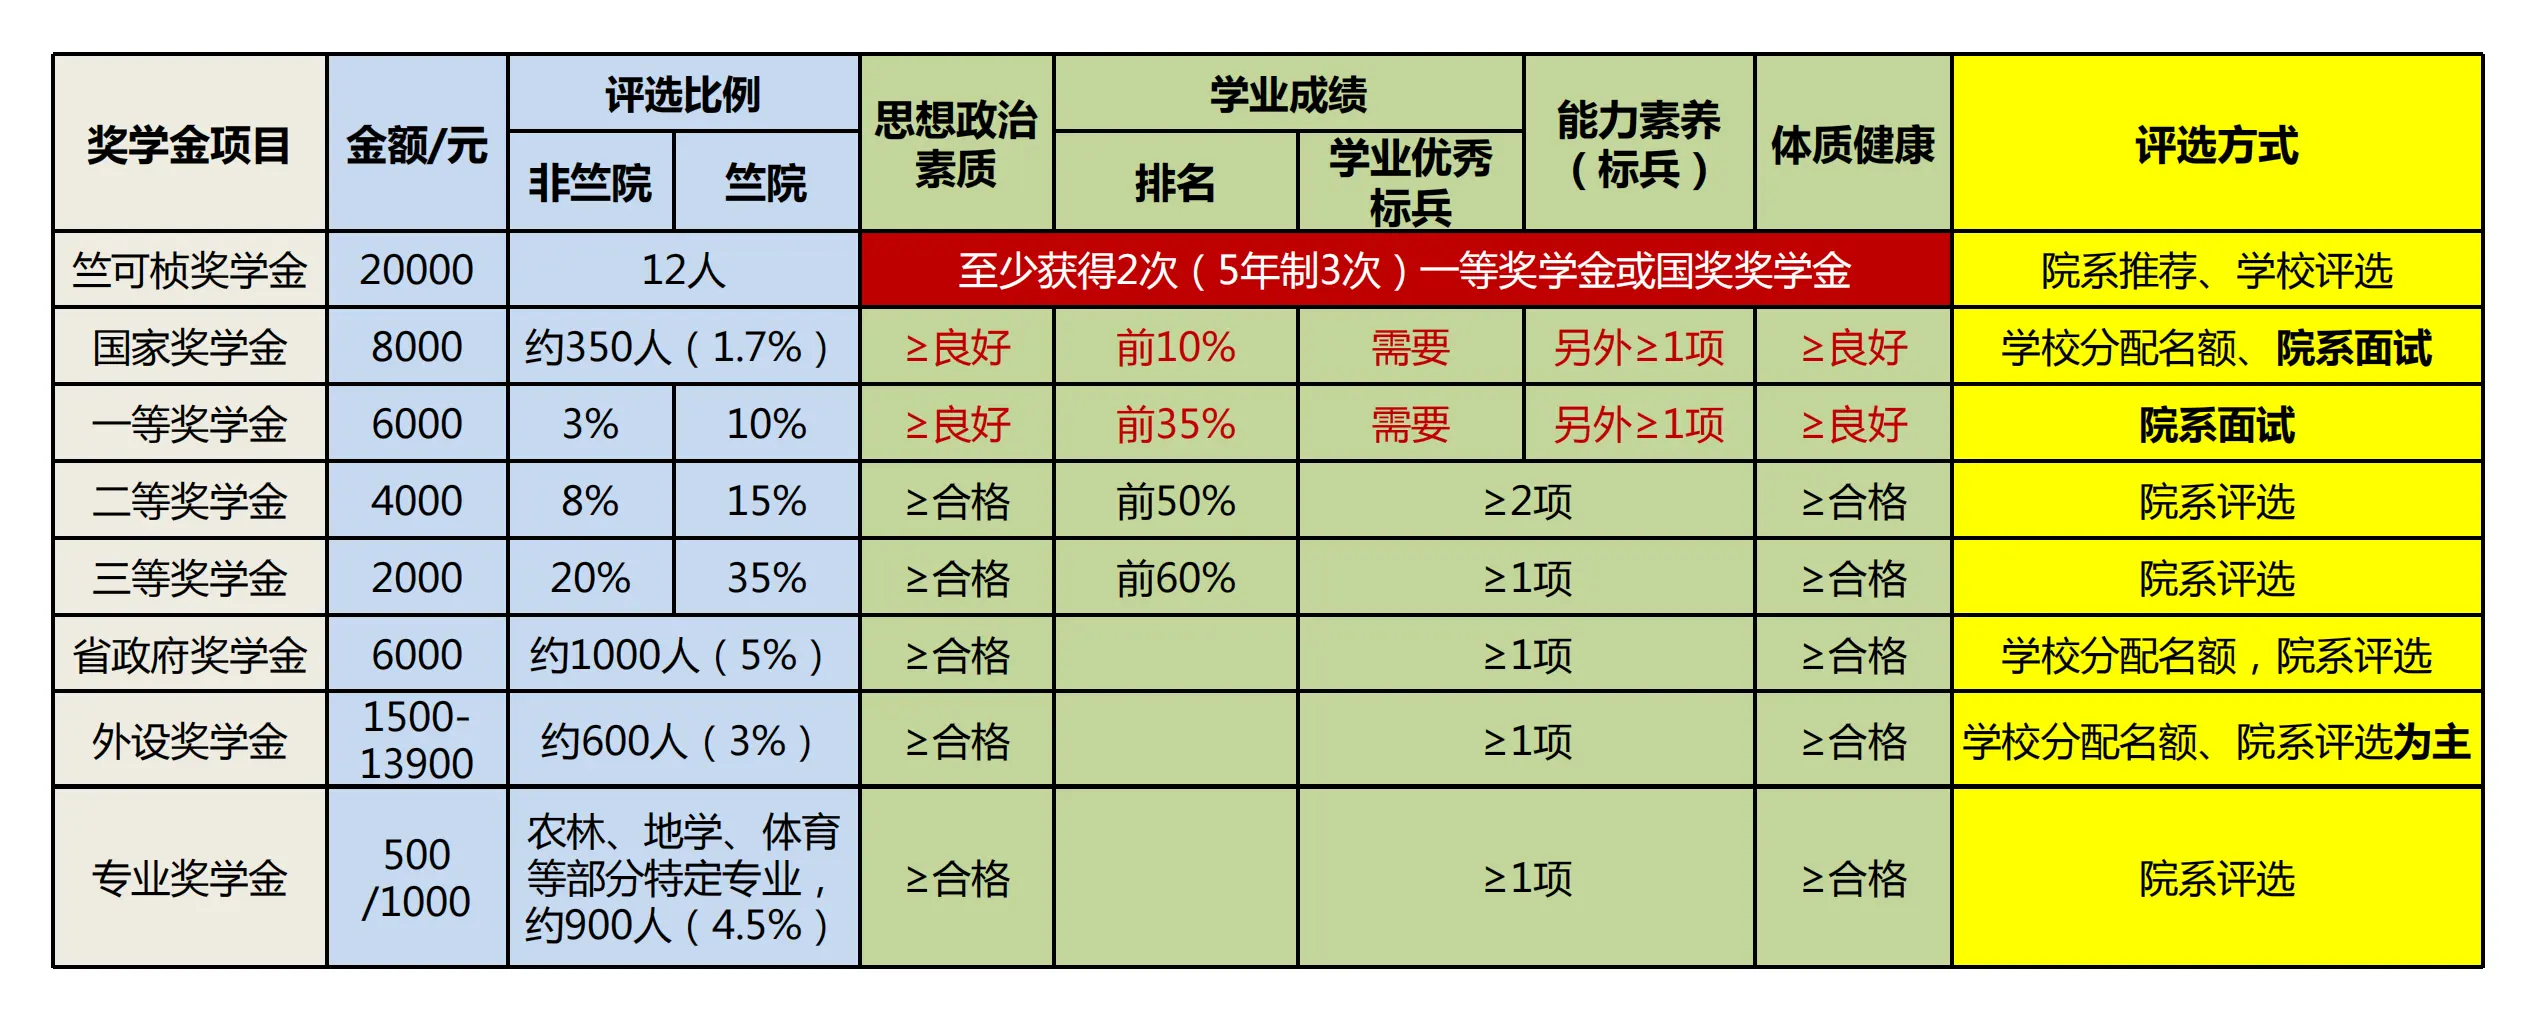 奖学金项目 金额/元 评选比例 思想政治素质 学业成绩 能力素养（标兵） 体质健康 评选方式
非竺院 竺院 排名 学业优秀标兵
竺可桢奖学金 20000 12人 至少获得2次（5年制3次）一等奖学金或国奖奖学金 院系推荐、学校评选
国家奖学金 8000 约350人（1.7%） ≥良好 前10% 需要 另外≥1项 ≥良好 学校分配名额、院系面试
一等奖学金 6000 3% 10% ≥良好 前35% 需要 另外≥1项 ≥良好 院系面试
二等奖学金 4000 8% 15% ≥合格 前50% ≥2项 ≥合格 院系评选
三等奖学金 2000 20% 35% ≥合格 前60% ≥1项 ≥合格 院系评选
省政府奖学金 6000 约1000人（5%） ≥合格 ≥1项 ≥合格 学校分配名额，院系评选
外设奖学金 1500-13900 约600人（3%） ≥合格 ≥1项 ≥合格 学校分配名额、院系评选为主
专业奖学金 500/1000 农林、地学、体育等部分特定专业，约900人（4.5%） ≥合格 ≥1项 ≥合格 院系评选